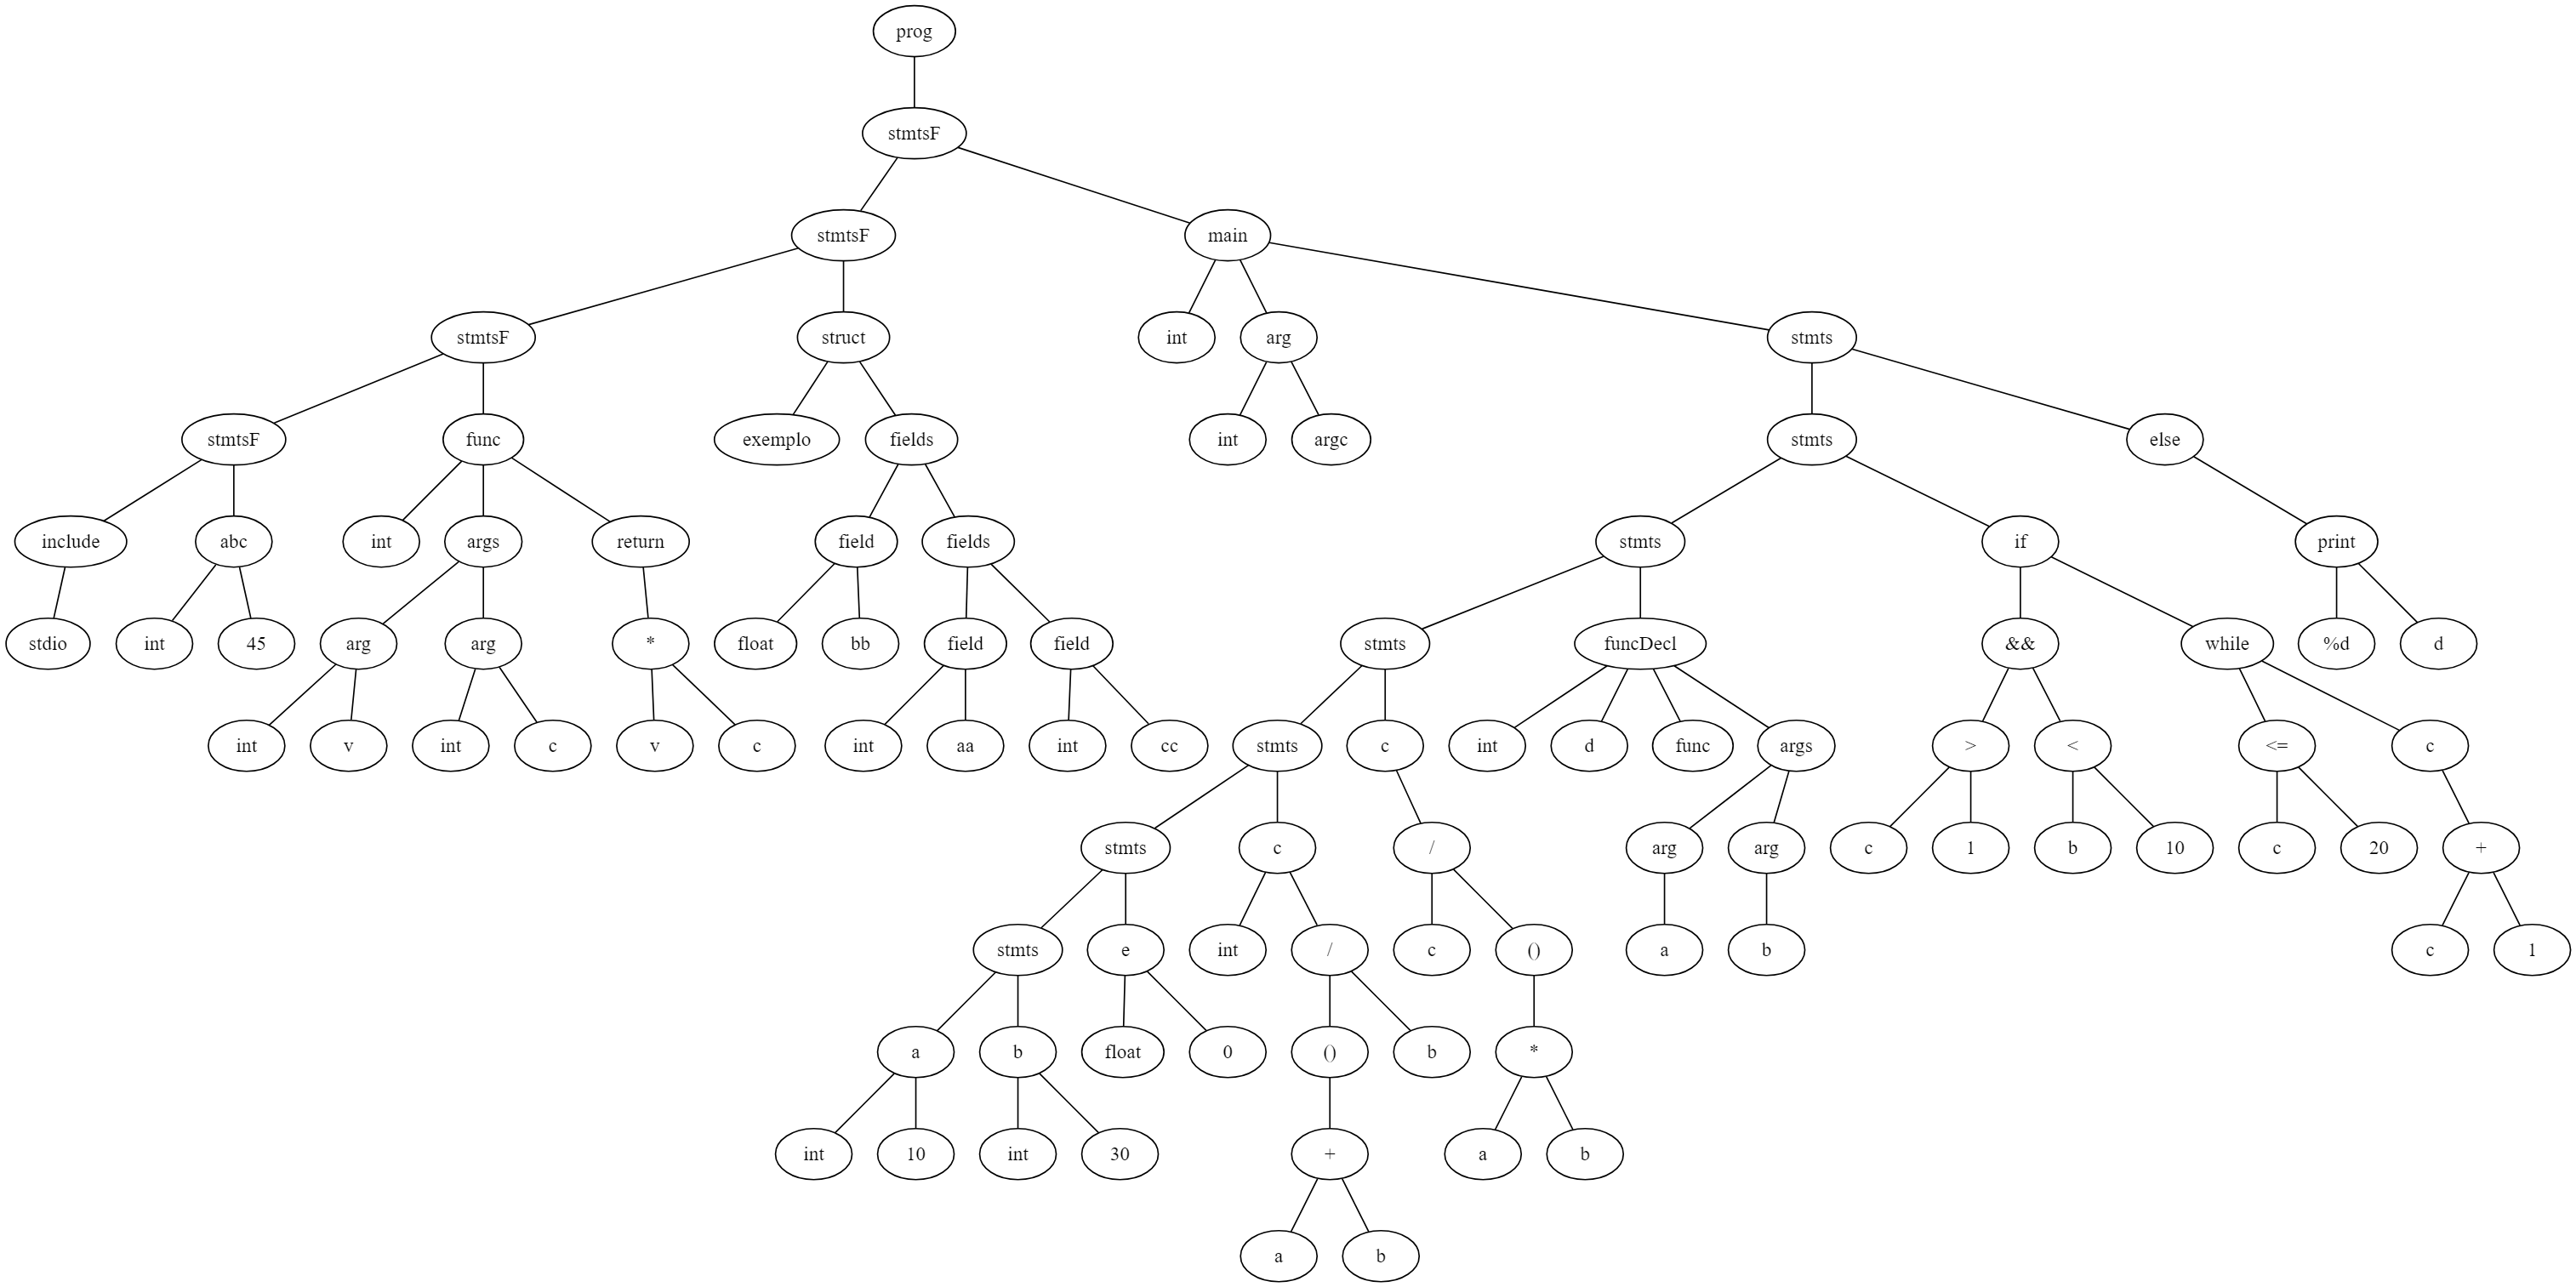 prog
stmtsF
stmtsF main
stmtsF struct int arg stmts
stmtsF func exemplo fields int argc stmts else
include abc int args return field fields stmts if print
stdio int 45 arg arg * float bb field field stmts funcDecl && while %d d
int v int c v c int aa int cc stmts c int d func args > < <= c
stmts c / arg arg c 1 b 10 c 20 +
stmts e int / c () a b c 1
a b float 0 () b *
int 10 int 30 + a b
a b